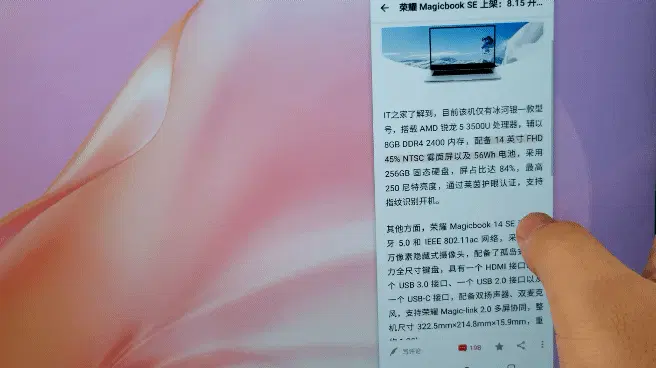 荣耀 Magicbook SE 上架：8.15 开...
IT之家了解到，目前该机仅有冰河银一款型
号，搭载 AMD 锐龙 5 3500U 处理器，辅以
8GB DDR4 2400 内存，配备 14 英寸 FHD
45% NTSC 雾面屏以及 56Wh 电池，采用
256GB 固态硬盘，屏占比达 84%，最高
250 尼特亮度，通过莱茵护眼认证，支持
指纹识别开机。
其他方面，荣耀 Magicbook 14 SE
牙 5.0 和 IEEE 802.11ac 网络，采
万像素隐藏式摄像头，配备了孤岛式
力全尺寸键盘，具有一个 HDMI 接口
个 USB 3.0 接口、一个 USB 2.0 接口以及
一个 USB-C 接口，配备双扬声器、双麦克
风，支持荣耀 Magic-link 2.0 多屏协同，整
机尺寸 322.5mm*214.8mm*15.9mm，重
写评论
198